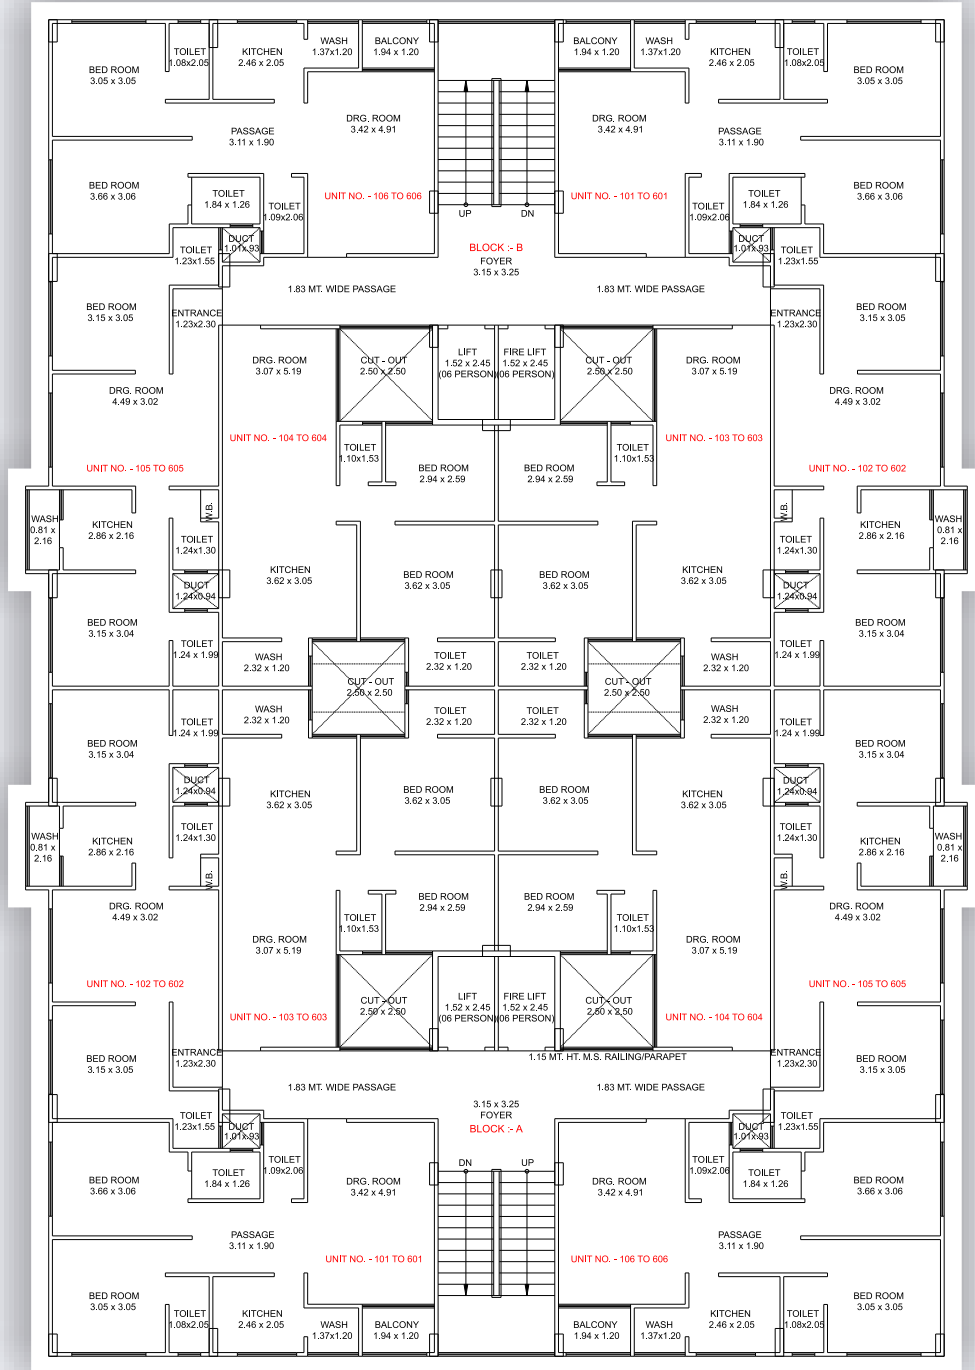 WASH
1.37x1.20
BALCONY
1.94 x 1.20
BALCONY
1.94 x 1.20
WASH
1.37x1.20
TOILET
1.08x2.05
KITCHEN
2.46 x 2.05
KITCHEN
2.46 x 2.05
TOILET
1.08x2.05
BED ROOM
3.05 x 3.05
BED ROOM
3.05 x 3.05
PASSAGE
3.11 x 1.90
DRG. ROOM
3.42 x 4.91
DRG. ROOM
3.42 x 4.91
PASSAGE
3.11 x 1.90
BED ROOM
3.66 x 3.06
TOILET
1.84 x 1.26
TOILET
1.09x2.06
UNIT NO. - 106 TO 606
UP
DN
UNIT NO. - 101 TO 601
TOILET
1.09x2.06
TOILET
1.84 x 1.26
BED ROOM
3.66 x 3.06
TOILET
1.23x1.55
DUCT
1.01x.93
BLOCK :- B
FOYER
3.15 x 3.25
DUCT
1.01x.93
TOILET
1.23x1.55
1.83 MT. WIDE PASSAGE
1.83 MT. WIDE PASSAGE
BED ROOM
3.15 x 3.05
ENTRANCE
1.23x2.30
ENTRANCE
1.23x2.30
BED ROOM
3.15 x 3.05
DRG. ROOM
3.07 x 5.19
CUT - OUT
2.50 x 2.50
LIFT
1.52 x 2.45
(06 PERSON)
FIRE LIFT
1.52 x 2.45
(06 PERSON)
CUT - OUT
2.50 x 2.50
DRG. ROOM
3.07 x 5.19
DRG. ROOM
4.49 x 3.02
DRG. ROOM
4.49 x 3.02
UNIT NO. - 105 TO 605
UNIT NO. - 104 TO 604
TOILET
1.10x1.53
BED ROOM
2.94 x 2.59
BED ROOM
2.94 x 2.59
TOILET
1.10x1.53
UNIT NO. - 103 TO 603
UNIT NO. - 102 TO 602
WASH
0.81 x
2.16
KITCHEN
2.86 x 2.16
W.B.
W.B.
KITCHEN
2.86 x 2.16
WASH
0.81 x
2.16
TOILET
1.24x1.30
TOILET
1.24x1.30
KITCHEN
3.62 x 3.05
BED ROOM
3.62 x 3.05
BED ROOM
3.62 x 3.05
KITCHEN
3.62 x 3.05
DUCT
1.24x0.94
DUCT
1.24x0.94
BED ROOM
3.15 x 3.04
BED ROOM
3.15 x 3.04
TOILET
1.24 x 1.99
WASH
2.32 x 1.20
TOILET
2.32 x 1.20
TOILET
2.32 x 1.20
WASH
2.32 x 1.20
TOILET
1.24 x 1.99
CUT - OUT
2.50 x 2.50
CUT - OUT
2.50 x 2.50
TOILET
1.24 x 1.99
WASH
2.32 x 1.20
TOILET
2.32 x 1.20
TOILET
2.32 x 1.20
WASH
2.32 x 1.20
TOILET
1.24 x 1.99
BED ROOM
3.15 x 3.04
BED ROOM
3.15 x 3.04
DUCT
1.24x0.94
DUCT
1.24x0.94
KITCHEN
3.62 x 3.05
BED ROOM
3.62 x 3.05
BED ROOM
3.62 x 3.05
KITCHEN
3.62 x 3.05
WASH
0.81 x
2.16
KITCHEN
2.86 x 2.16
TOILET
1.24x1.30
TOILET
1.24x1.30
KITCHEN
2.86 x 2.16
WASH
0.81 x
2.16
W.B.
W.B.
DRG. ROOM
4.49 x 3.02
TOILET
1.10x1.53
BED ROOM
2.94 x 2.59
BED ROOM
2.94 x 2.59
TOILET
1.10x1.53
DRG. ROOM
4.49 x 3.02
DRG. ROOM
3.07 x 5.19
DRG. ROOM
3.07 x 5.19
UNIT NO. - 102 TO 602
UNIT NO. - 105 TO 605
UNIT NO. - 103 TO 603
CUT - OUT
2.50 x 2.50
LIFT
1.52 x 2.45
(06 PERSON)
FIRE LIFT
1.52 x 2.45
(06 PERSON)
CUT - OUT
2.50 x 2.50
UNIT NO. - 104 TO 604
BED ROOM
3.15 x 3.05
ENTRANCE
1.23x2.30
1.15 MT. HT. M.S. RAILING/PARAPET
ENTRANCE
1.23x2.30
BED ROOM
3.15 x 3.05
1.83 MT. WIDE PASSAGE
1.83 MT. WIDE PASSAGE
3.15 x 3.25
FOYER
BLOCK :- A
TOILET
1.23x1.55
DUCT
1.01x.93
DUCT
1.01x.93
TOILET
1.23x1.55
BED ROOM
3.66 x 3.06
TOILET
1.84 x 1.26
TOILET
1.09x2.06
DRG. ROOM
3.42 x 4.91
DN
UP
DRG. ROOM
3.42 x 4.91
TOILET
1.09x2.06
TOILET
1.84 x 1.26
BED ROOM
3.66 x 3.06
PASSAGE
3.11 x 1.90
PASSAGE
3.11 x 1.90
UNIT NO. - 101 TO 601
UNIT NO. - 106 TO 606
BED ROOM
3.05 x 3.05
BED ROOM
3.05 x 3.05
TOILET
1.08x2.05
KITCHEN
2.46 x 2.05
WASH
1.37x1.20
BALCONY
1.94 x 1.20
BALCONY
1.94 x 1.20
WASH
1.37x1.20
KITCHEN
2.46 x 2.05
TOILET
1.08x2.05